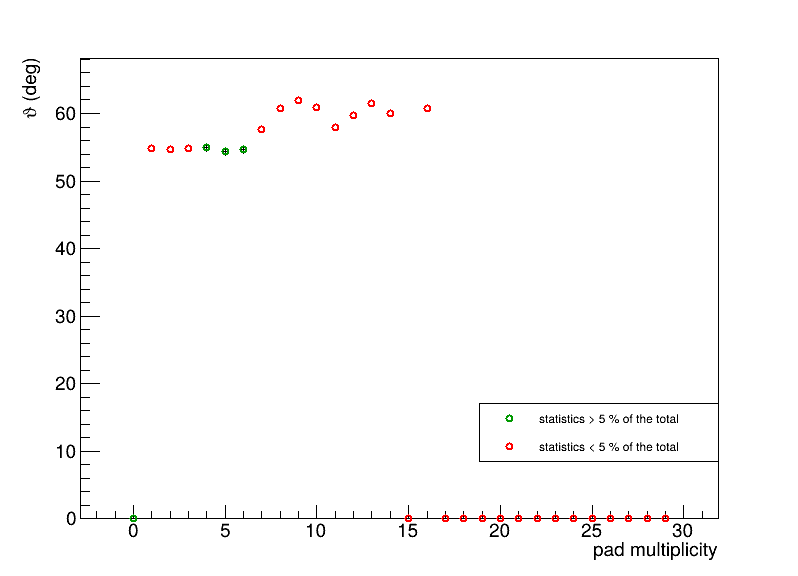 ϑ (deg)
60
50
40
30
20
10
0
statistics > 5 % of the total
statistics < 5 % of the total
0 5 10 15 20 25 30
pad multiplicity